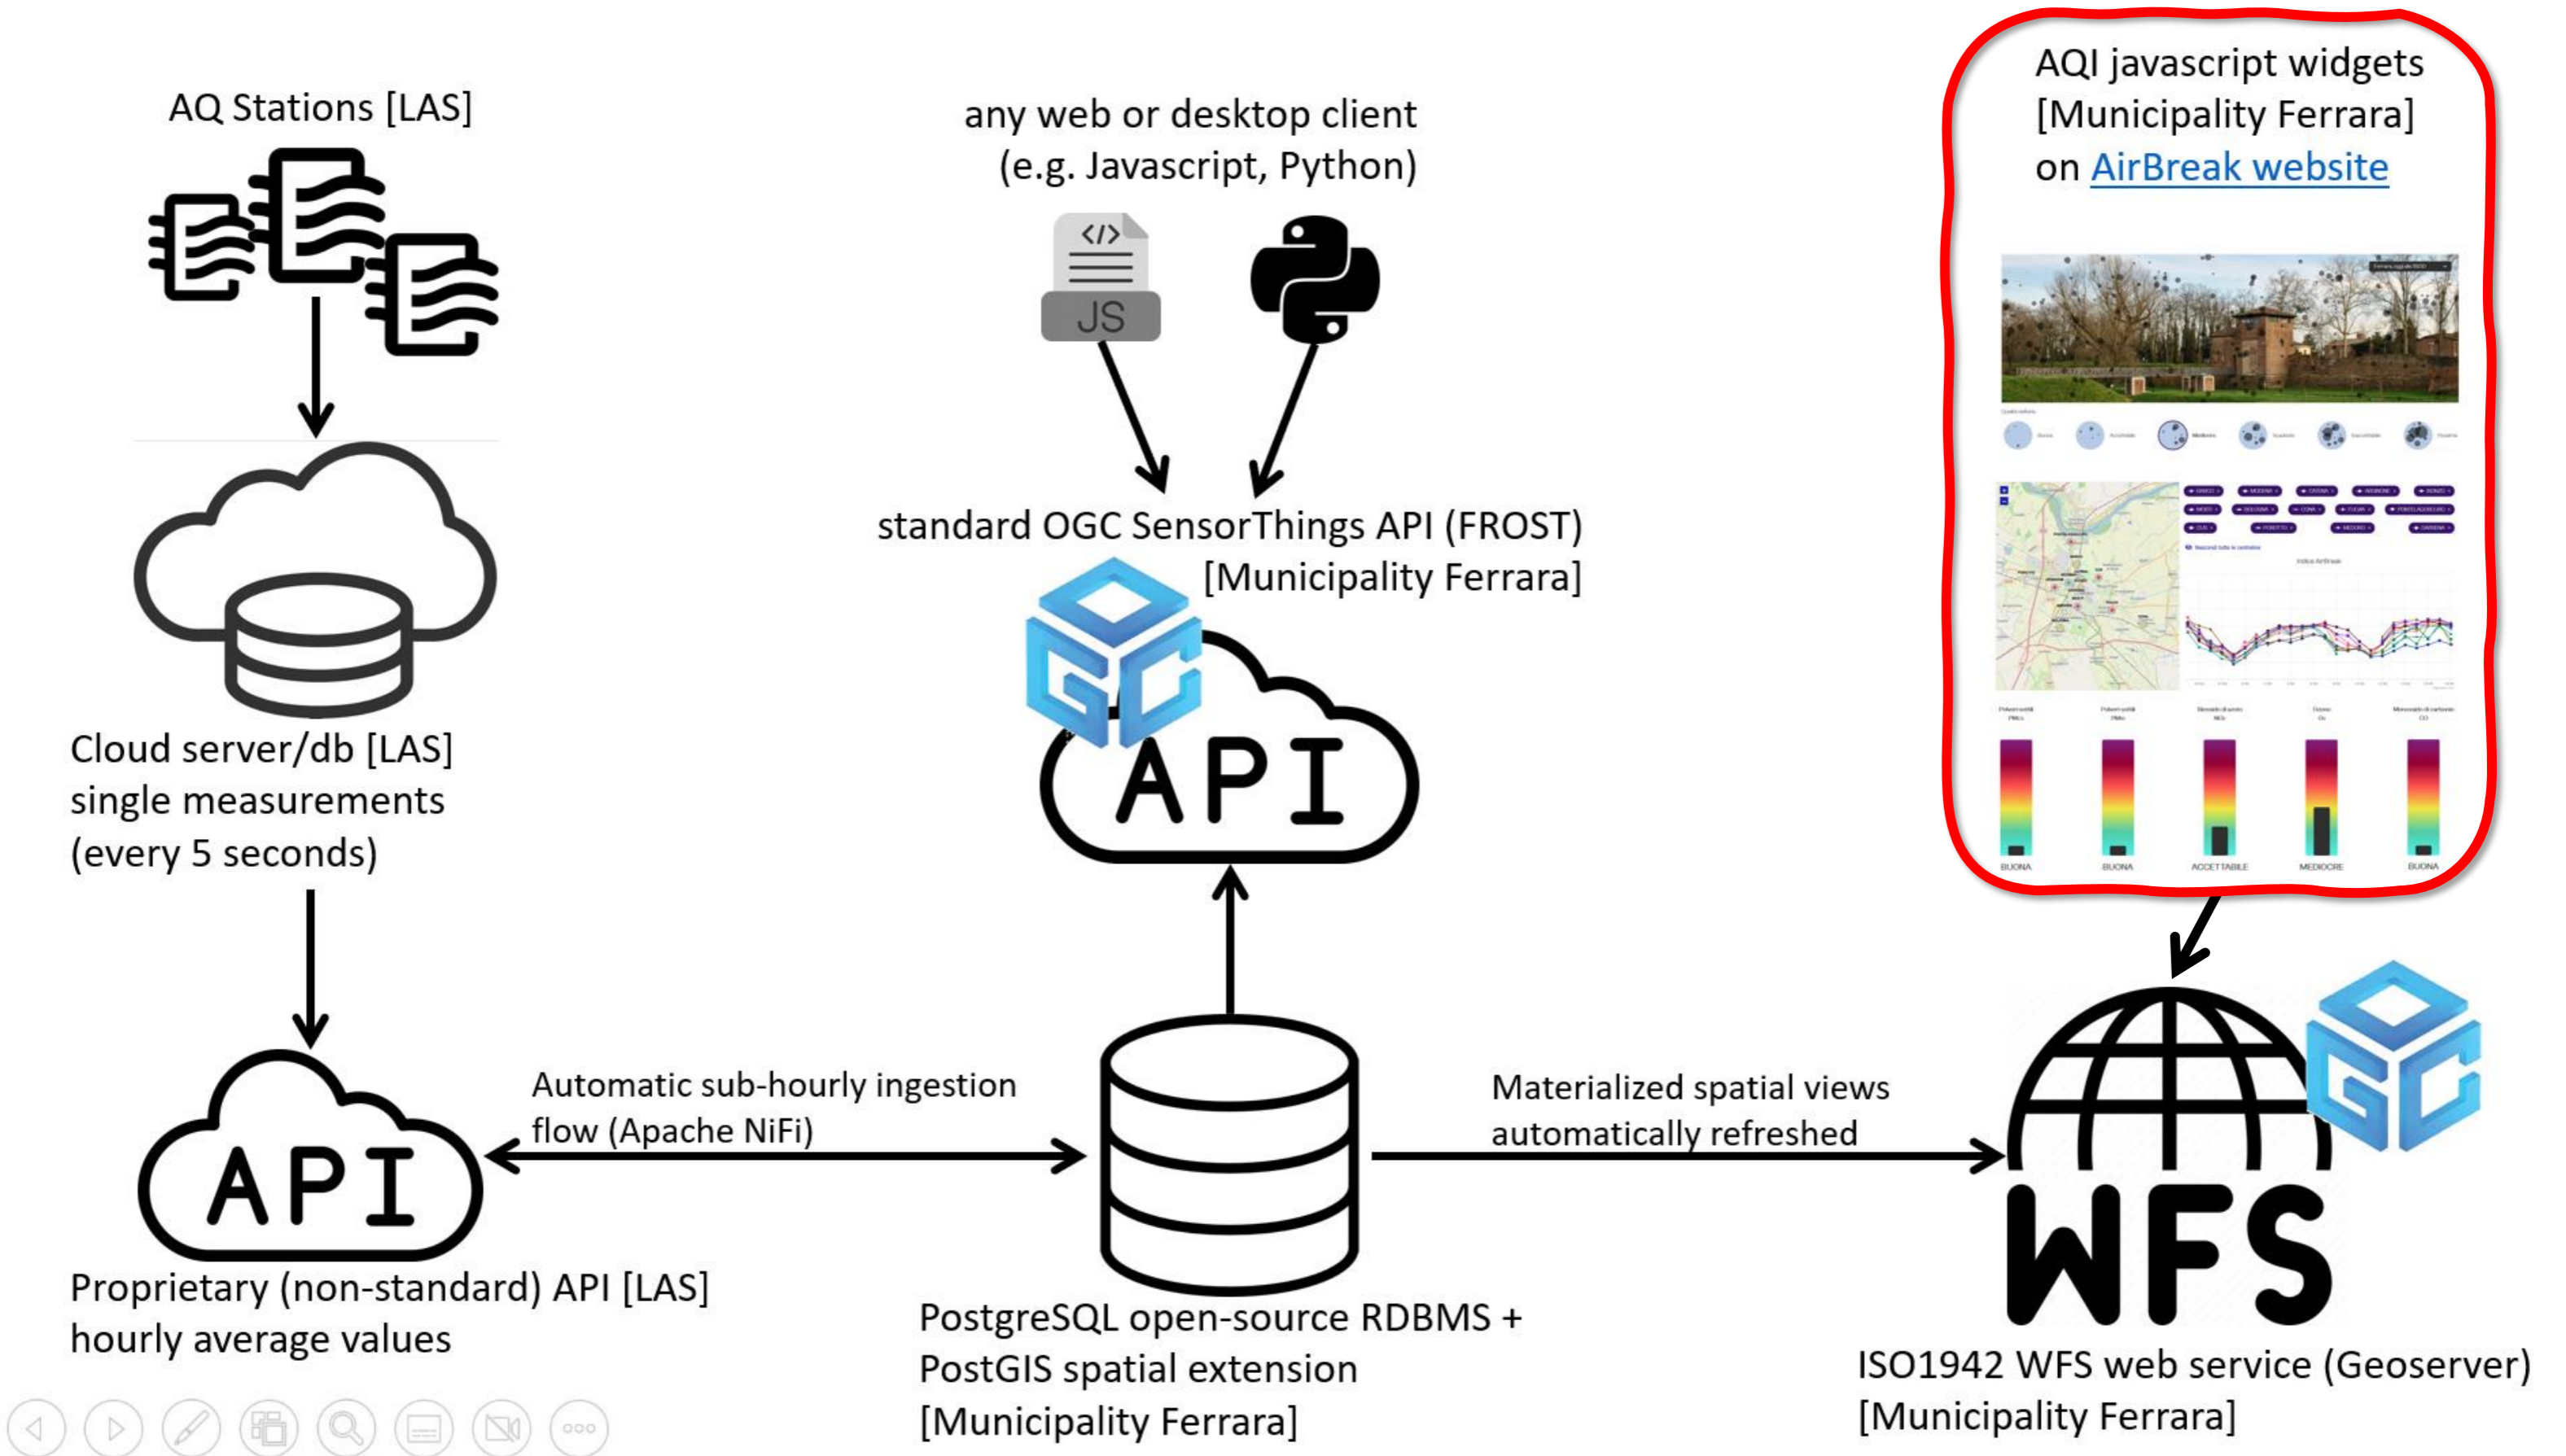 AQ Stations [LAS]
Cloud server/db [LAS]
single measurements
(every 5 seconds)
API
Proprietary (non-standard) API [LAS]
hourly average values
Automatic sub-hourly ingestion
flow (Apache NiFi)
any web or desktop client
(e.g. Javascript, Python)
</>
JS
standard OGC SensorThings API (FROST)
[Municipality Ferrara]
OGC
API
PostgreSQL open-source RDBMS +
PostGIS spatial extension
[Municipality Ferrara]
Materialized spatial views
automatically refreshed
AQI javascript widgets
[Municipality Ferrara]
on AirBreak website
Indice AirBreak
BUONA
BUONA
ACCETTABILE
MEDIOCRE
BUONA
OGC
WFS
ISO1942 WFS web service (Geoserver)
[Municipality Ferrara]